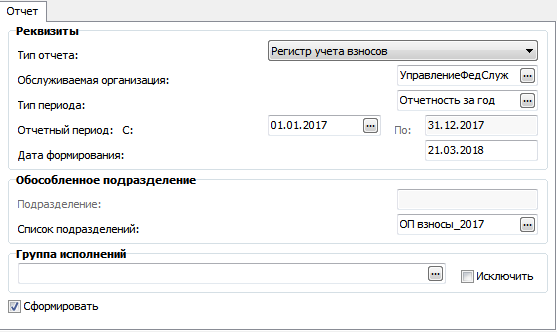 Отчет
Реквизиты
Тип отчета: Регистр учета взносов
Обслуживаемая организация: УправлениеФедСлуж ...
Тип периода: Отчетность за год ...
Отчетный период: С: 01.01.2017 ... По: 31.12.2017
Дата формирования: 21.03.2018
Обособленное подразделение
Подразделение:
Список подразделений: ОП взносы_2017 ...
Группа исполнений
... Исключить
Сформировать